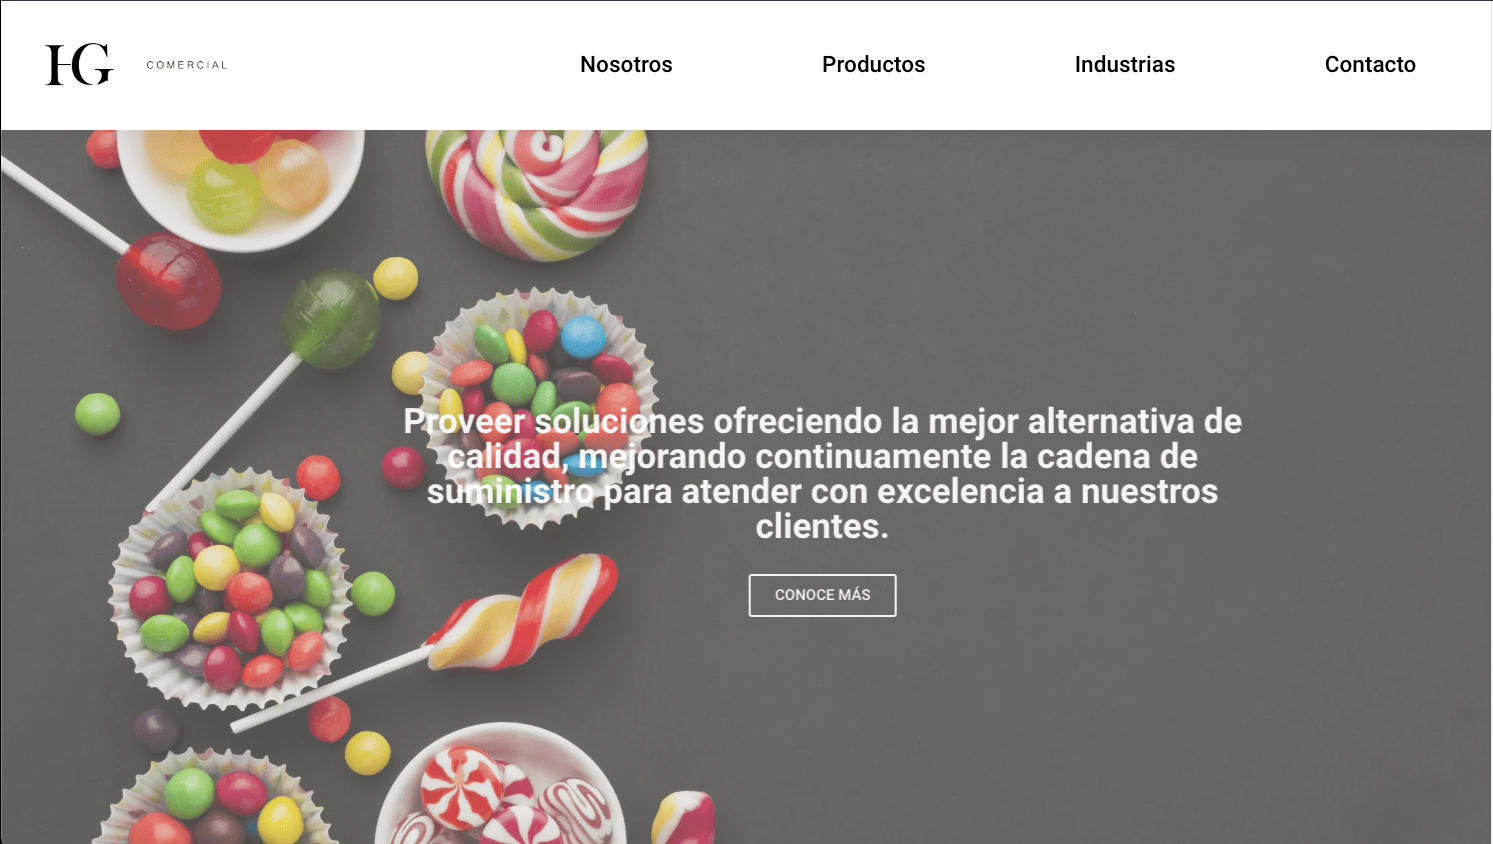 HG COMERCIAL
Nosotros Productos Industrias Contacto
Proveer soluciones ofreciendo la mejor alternativa de
calidad, mejorando continuamente la cadena de
suministro para atender con excelencia a nuestros
clientes.
CONOCE MÁS